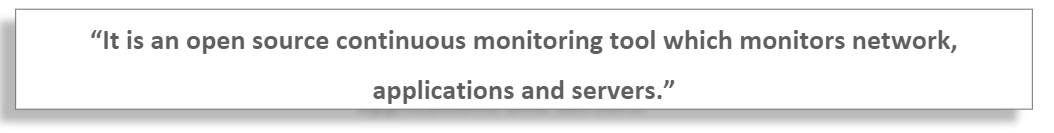 “It is an open source continuous monitoring tool which monitors network,
applications and servers.”